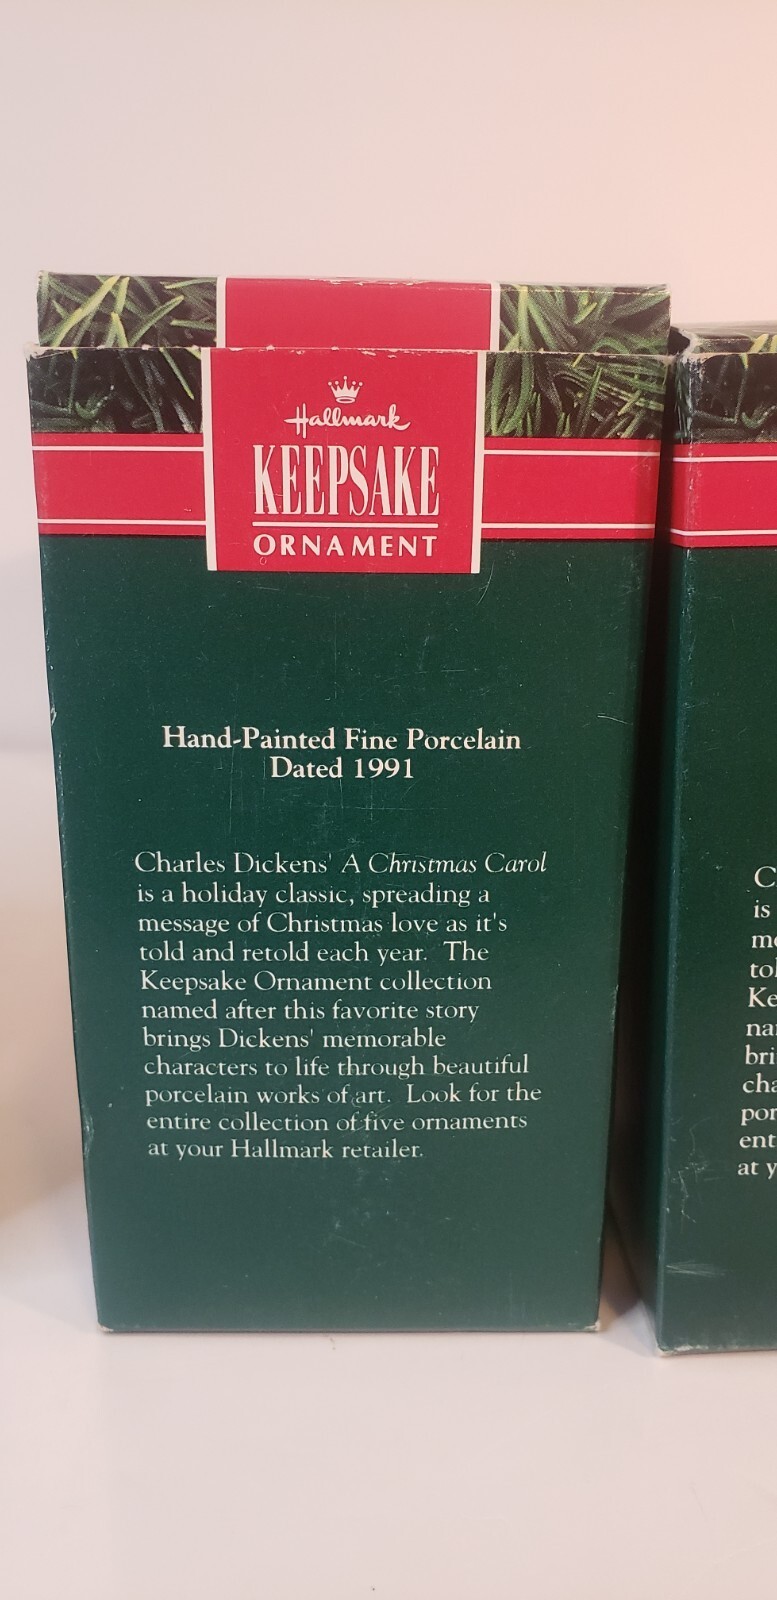 Hallmark
KEEPSAKE
ORNAMENT
Hand-Painted Fine Porcelain
Dated 1991
Charles Dickens' A Christmas Carol
is a holiday classic, spreading a
message of Christmas love as it's
told and retold each year. The
Keepsake Ornament collection
named after this favorite story
brings Dickens' memorable
characters to life through beautiful
porcelain works of art. Look for the
entire collection of five ornaments
at your Hallmark retailer.
is
at